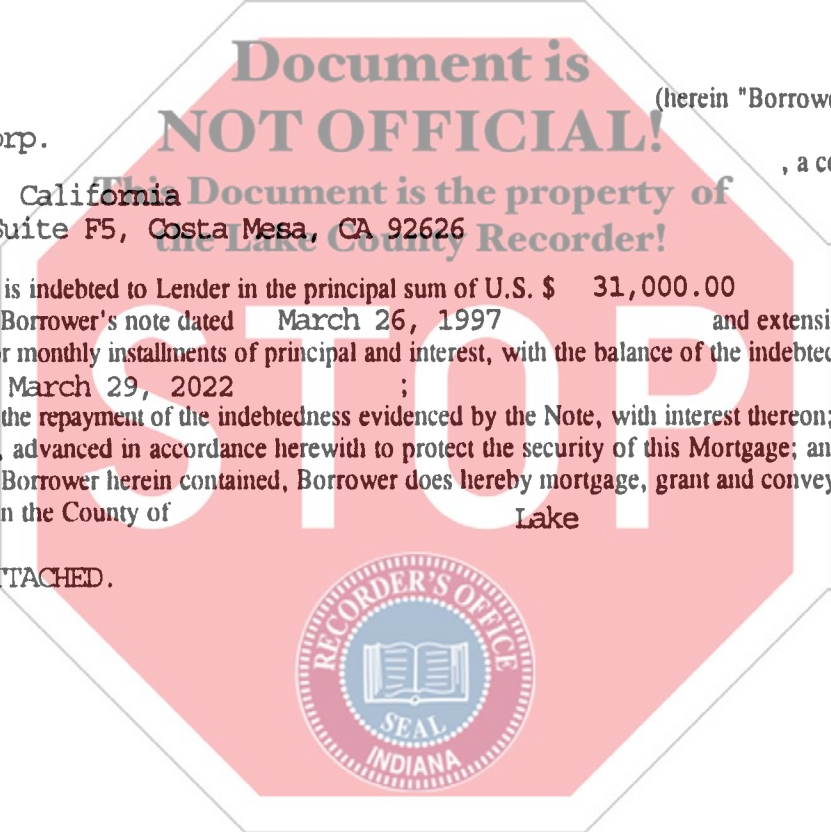 Document is
(herein "Borrowe
NOT OFFICIAL!
orp.
, a co
This Document is the property of
California
Suite F5, Costa Mesa, CA 92626
the Lake County Recorder!
is indebted to Lender in the principal sum of U.S. $ 31,000.00
Borrower's note dated March 26, 1997 and extensi
r monthly installments of principal and interest, with the balance of the indebted
March 29, 2022 ;
the repayment of the indebtedness evidenced by the Note, with interest thereon;
, advanced in accordance herewith to protect the security of this Mortgage; an
Borrower herein contained, Borrower does hereby mortgage, grant and convey
n the County of Lake
STOP
TTACHED.
RECORDER'S OFFICE
SEAL
INDIANA